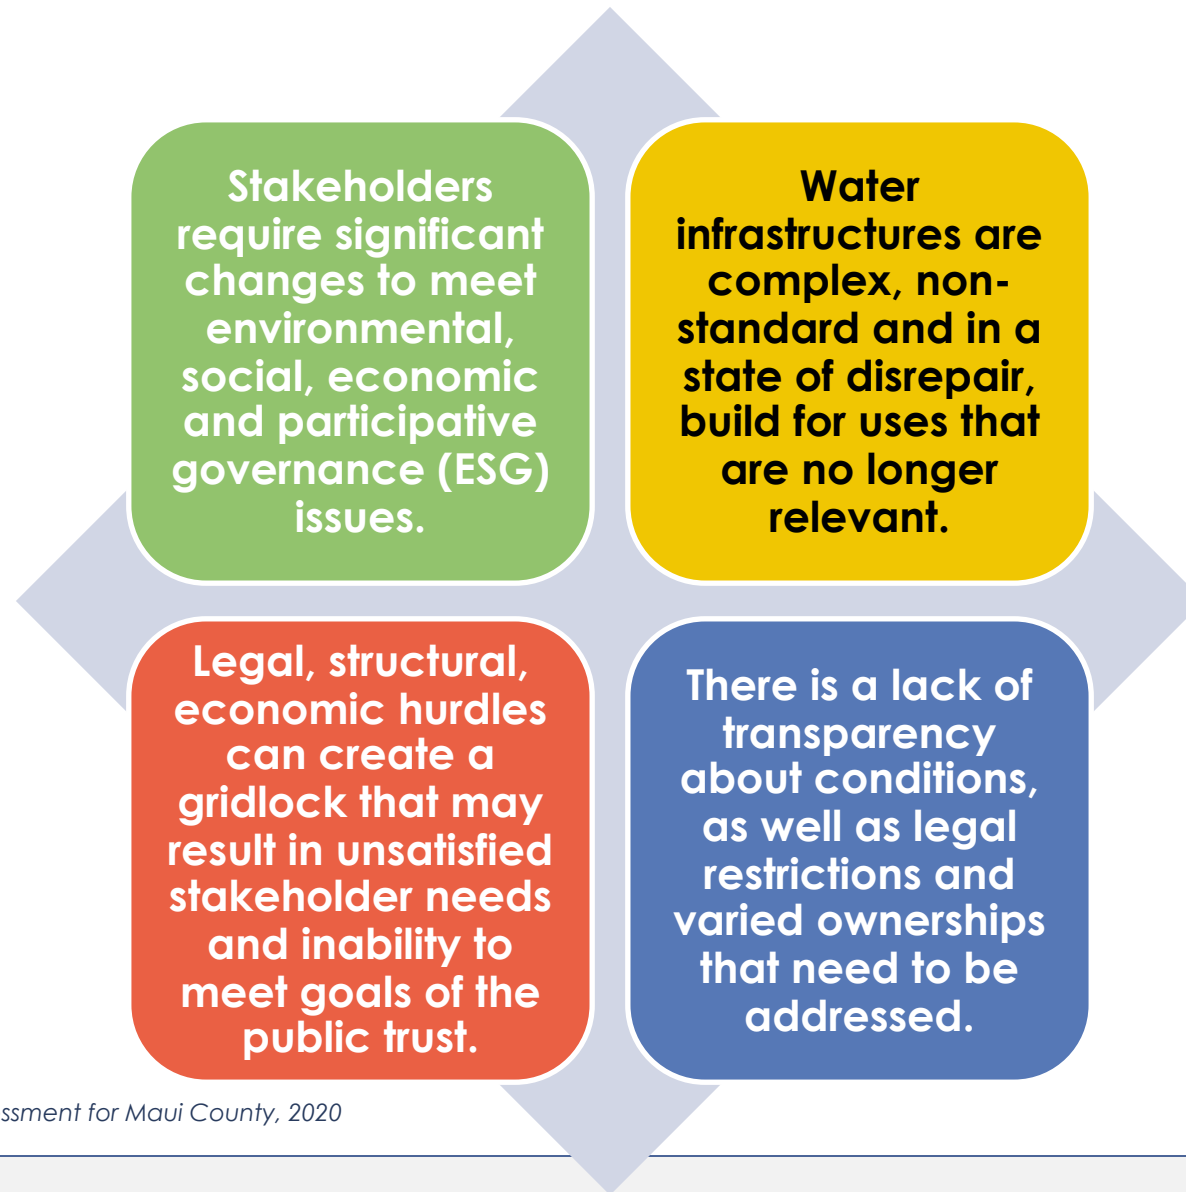 Stakeholders
require significant
changes to meet
environmental,
social, economic
and participative
governance (ESG)
issues.
Water
infrastructures are
complex, non-
standard and in a
state of disrepair,
build for uses that
are no longer
relevant.
Legal, structural,
economic hurdles
can create a
gridlock that may
result in unsatisfied
stakeholder needs
and inability to
meet goals of the
public trust.
There is a lack of
transparency
about conditions,
as well as legal
restrictions and
varied ownerships
that need to be
addressed.
ssment for Maui County, 2020